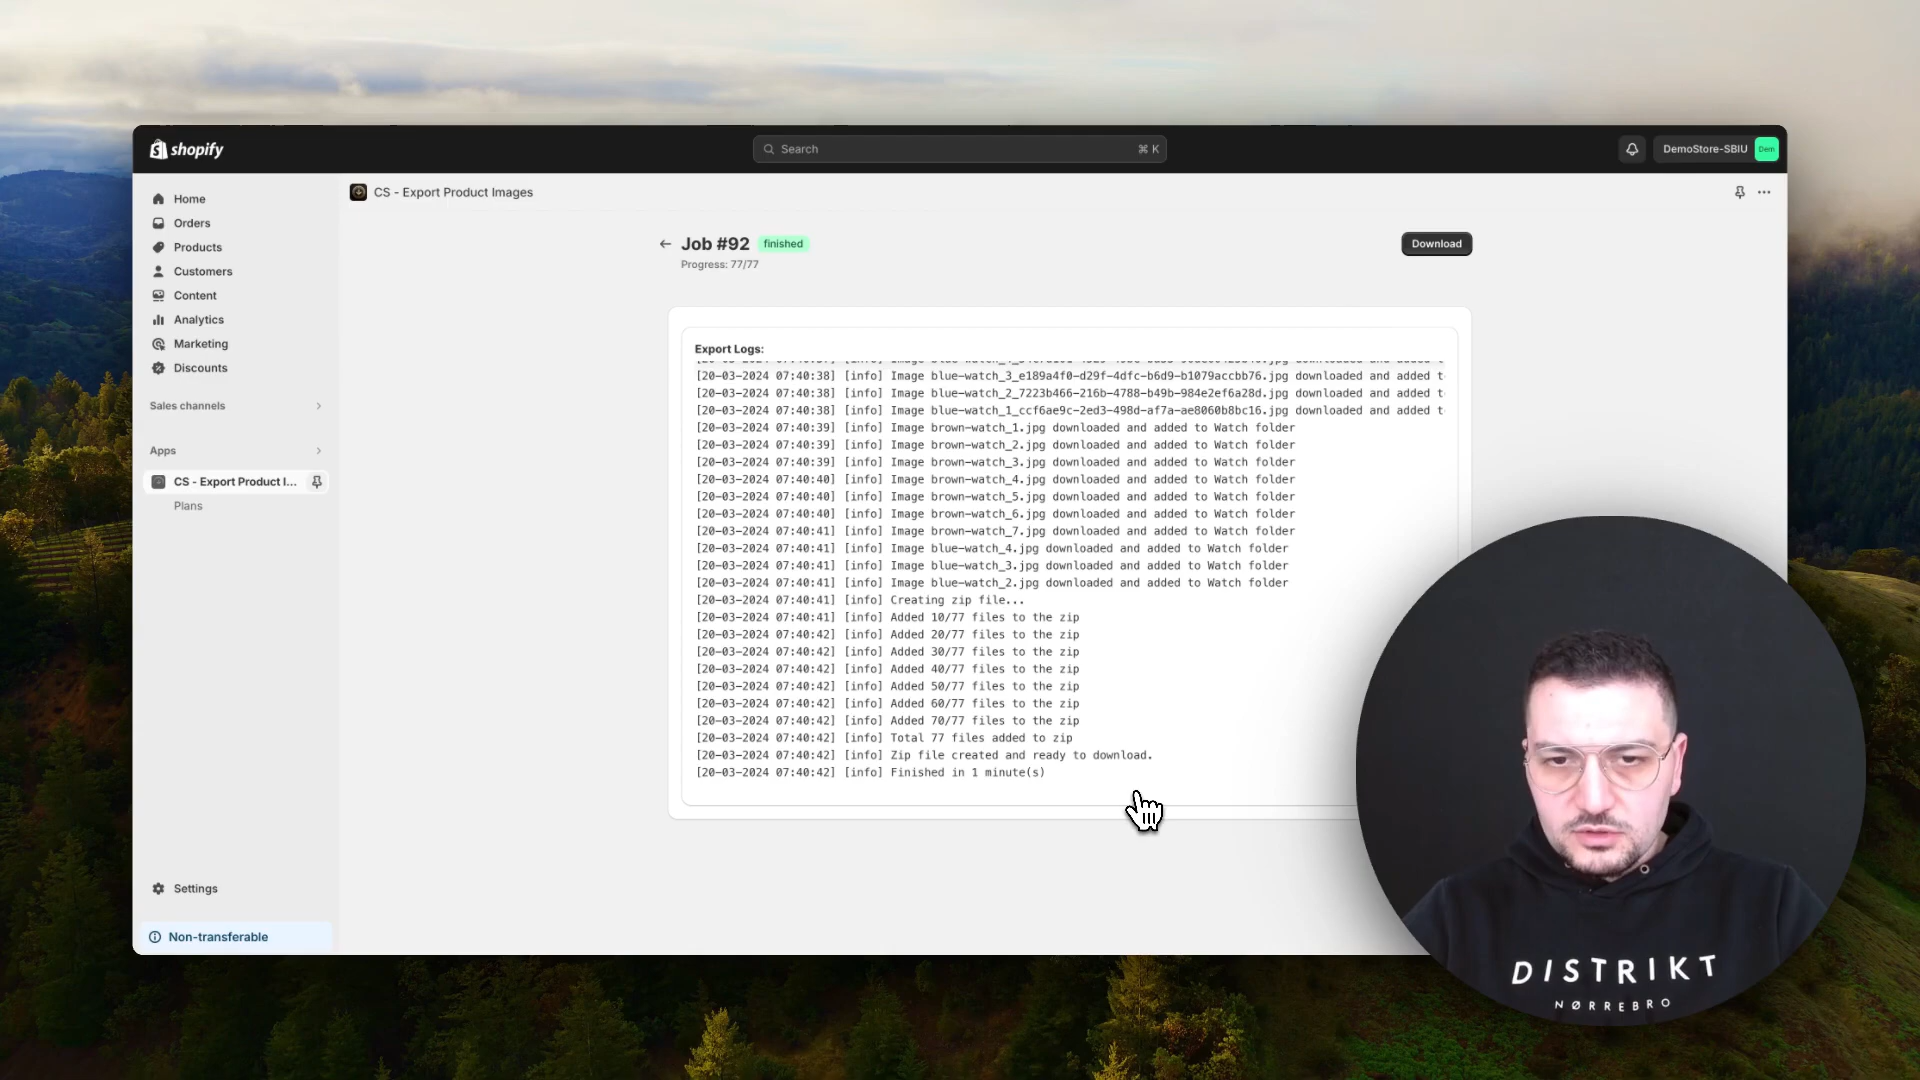 shopify
Search
⌘ K
DemoStore-SBIU
Dem
Home
Orders
Products
Customers
Content
Analytics
Marketing
Discounts
Sales channels
Apps
CS - Export Product I...
Plans
Settings
Non-transferable
CS - Export Product Images
Job #92 finished
Progress: 77/77
Download
Export Logs:
[20-03-2024 07:40:38] [info] Image blue-watch_3_e189a4f0-d29f-4dfc-b6d9-b1079accbb76.jpg downloaded and added t
[20-03-2024 07:40:38] [info] Image blue-watch_2_7223b466-216b-4788-b49b-984e2ef6a28d.jpg downloaded and added t
[20-03-2024 07:40:38] [info] Image blue-watch_1_ccf6ae9c-2ed3-498d-af7a-ae8060b8bc16.jpg downloaded and added t
[20-03-2024 07:40:39] [info] Image brown-watch_1.jpg downloaded and added to Watch folder
[20-03-2024 07:40:39] [info] Image brown-watch_2.jpg downloaded and added to Watch folder
[20-03-2024 07:40:39] [info] Image brown-watch_3.jpg downloaded and added to Watch folder
[20-03-2024 07:40:40] [info] Image brown-watch_4.jpg downloaded and added to Watch folder
[20-03-2024 07:40:40] [info] Image brown-watch_5.jpg downloaded and added to Watch folder
[20-03-2024 07:40:40] [info] Image brown-watch_6.jpg downloaded and added to Watch folder
[20-03-2024 07:40:41] [info] Image brown-watch_7.jpg downloaded and added to Watch folder
[20-03-2024 07:40:41] [info] Image blue-watch_4.jpg downloaded and added to Watch folder
[20-03-2024 07:40:41] [info] Image blue-watch_3.jpg downloaded and added to Watch folder
[20-03-2024 07:40:41] [info] Image blue-watch_2.jpg downloaded and added to Watch folder
[20-03-2024 07:40:41] [info] Creating zip file...
[20-03-2024 07:40:41] [info] Added 10/77 files to the zip
[20-03-2024 07:40:42] [info] Added 20/77 files to the zip
[20-03-2024 07:40:42] [info] Added 30/77 files to the zip
[20-03-2024 07:40:42] [info] Added 40/77 files to the zip
[20-03-2024 07:40:42] [info] Added 50/77 files to the zip
[20-03-2024 07:40:42] [info] Added 60/77 files to the zip
[20-03-2024 07:40:42] [info] Added 70/77 files to the zip
[20-03-2024 07:40:42] [info] Total 77 files added to zip
[20-03-2024 07:40:42] [info] Zip file created and ready to download.
[20-03-2024 07:40:42] [info] Finished in 1 minute(s)
DISTRIKT
NØRREBRO